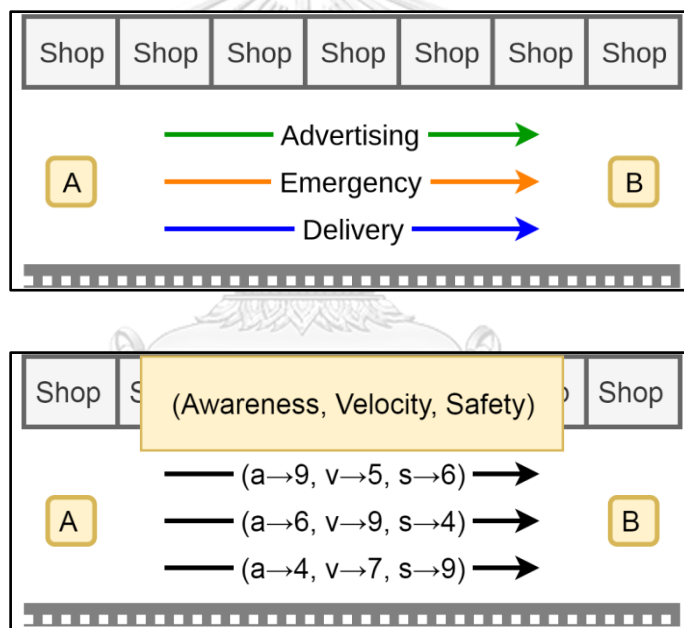 Shop Shop Shop Shop Shop Shop Shop
Advertising
A Emergency B
Delivery
Shop S Shop
(Awareness, Velocity, Safety)
(a→9, v→5, s→6)
A (a→6, v→9, s→4) B
(a→4, v→7, s→9)